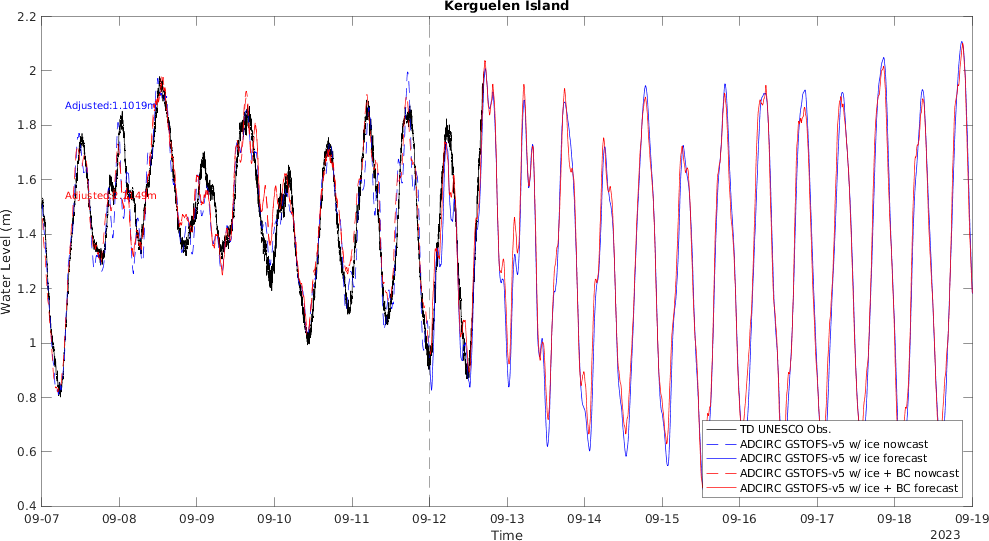 Kerguelen Island
2.2
2
1.8
1.6
1.4
1.2
1
0.8
0.6
0.4
Water Level (m)
Adjusted:1.1019m
TD UNESCO Obs.
ADCIRC GSTOFS-v5 w/ ice nowcast
ADCIRC GSTOFS-v5 w/ ice forecast
ADCIRC GSTOFS-v5 w/ ice + BC nowcast
ADCIRC GSTOFS-v5 w/ ice + BC forecast
09-07 09-08 09-09 09-10 09-11 09-12 09-13 09-14 09-15 09-16 09-17 09-18 09-19
Time
2023